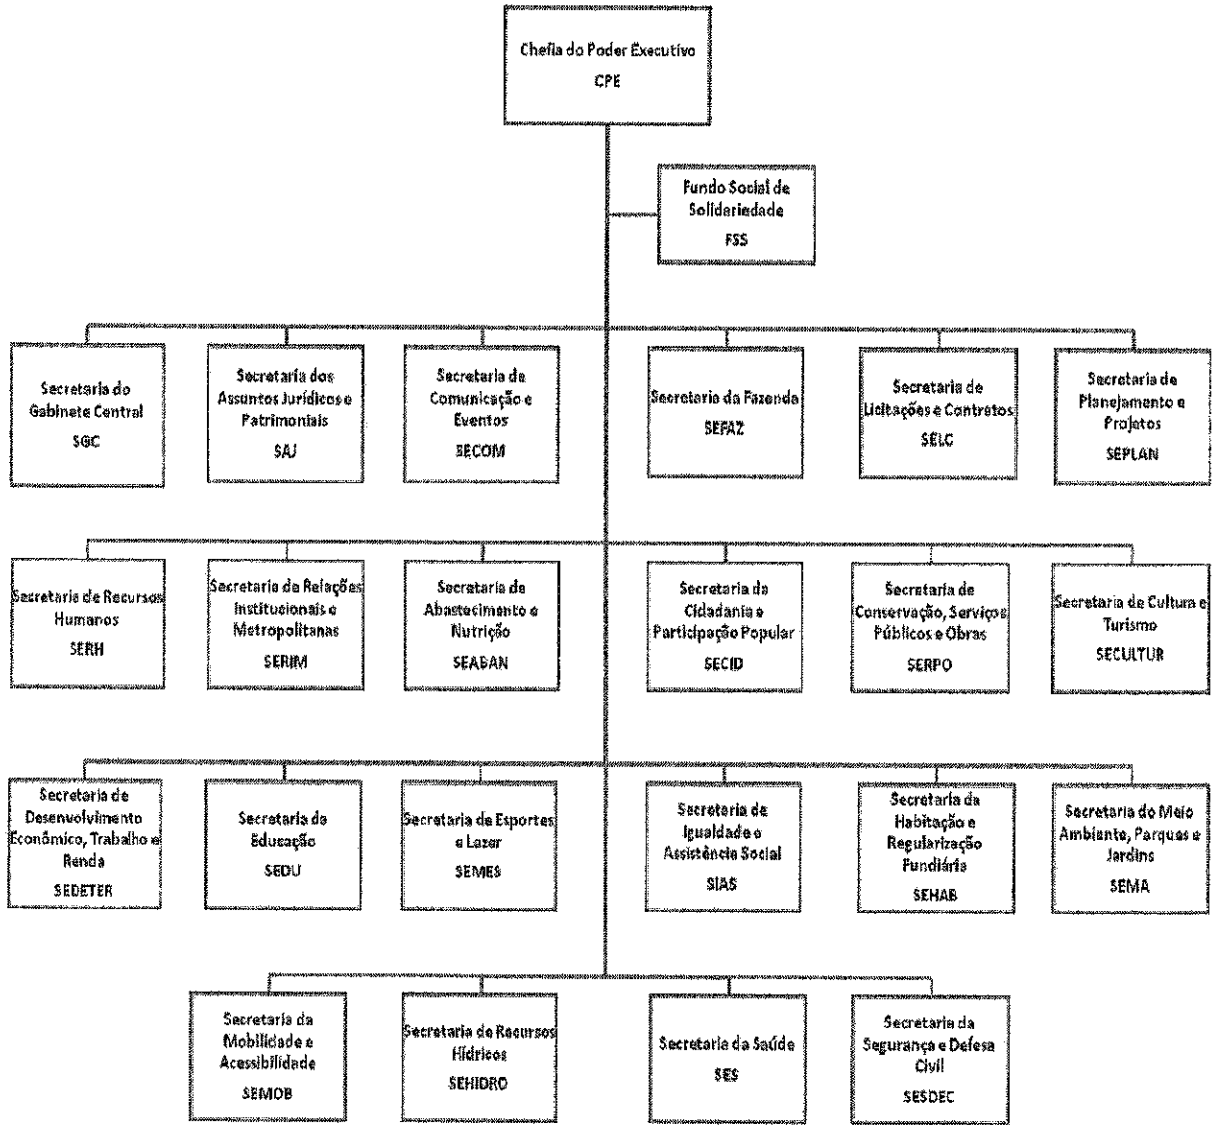 Chefia do Poder Executivo
CPE
Fundo Social de
Solidariedade
FSS
Secretaria do
Gabinete Central
SGC
Secretaria dos
Assuntos Jurídicos e
Patrimoniais
SAJ
Secretaria de
Comunicação e
Eventos
SECOM
Secretaria da Fazenda
SEFAZ
Secretaria de
Licitações e Contratos
SELC
Secretaria de
Planejamento e
Projetos
SEPLAN
Secretaria de Recursos
Humanos
SERH
Secretaria de Relações
Institucionais e
Metropolitanas
SERIM
Secretaria de
Abastecimento e
Nutrição
SEABAN
Secretaria da
Cidadania e
Participação Popular
SECID
Secretaria de
Conservação, Serviços
Públicos e Obras
SERPO
Secretaria de Cultura e
Turismo
SECULTUR
Secretaria de
Desenvolvimento
Econômico, Trabalho e
Renda
SEDETER
Secretaria da
Educação
SEDU
Secretaria de Esportes
e Lazer
SEMES
Secretaria de
Igualdade e
Assistência Social
SIAS
Secretaria da
Habitação e
Regularização
Fundiária
SEHAB
Secretaria do Meio
Ambiente, Parques e
Jardins
SEMA
Secretaria da
Mobilidade e
Acessibilidade
SEMOB
Secretaria de Recursos
Hídricos
SEHIDRO
Secretaria da Saúde
SES
Secretaria da
Segurança e Defesa
Civil
SESDEC